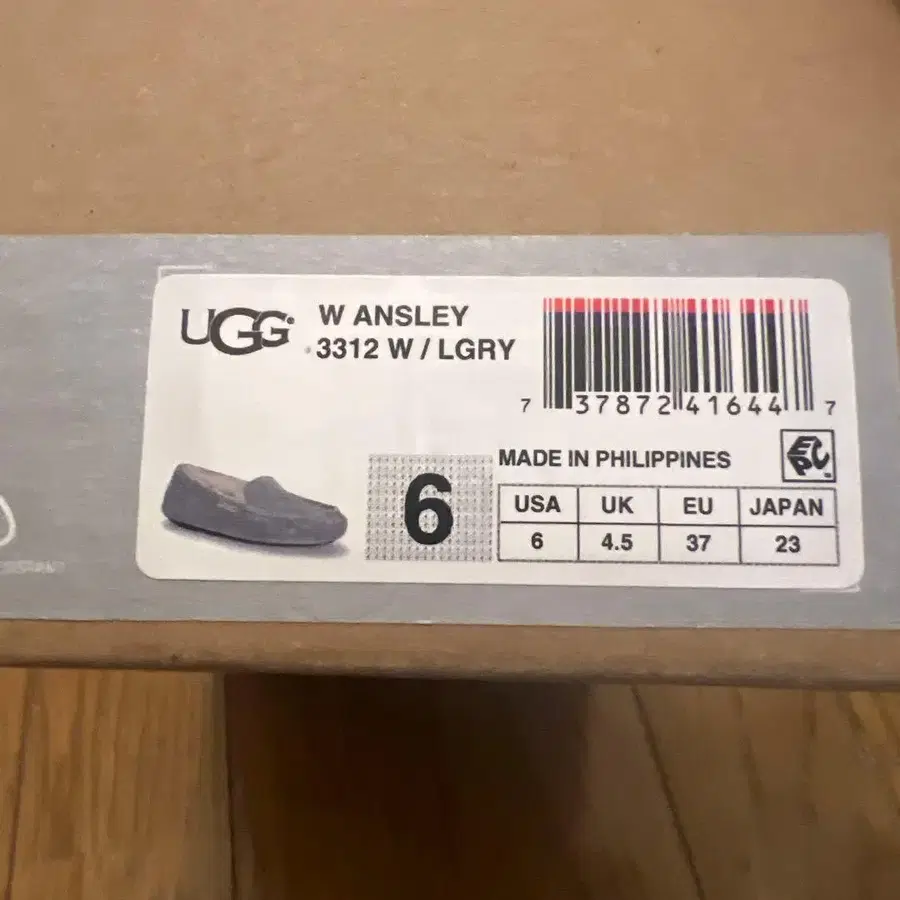 UGG
W ANSLEY
3312 W / LGRY
7 37872 41644 7
MADE IN PHILIPPINES
EPC
6
USA UK EU JAPAN
6 4.5 37 23